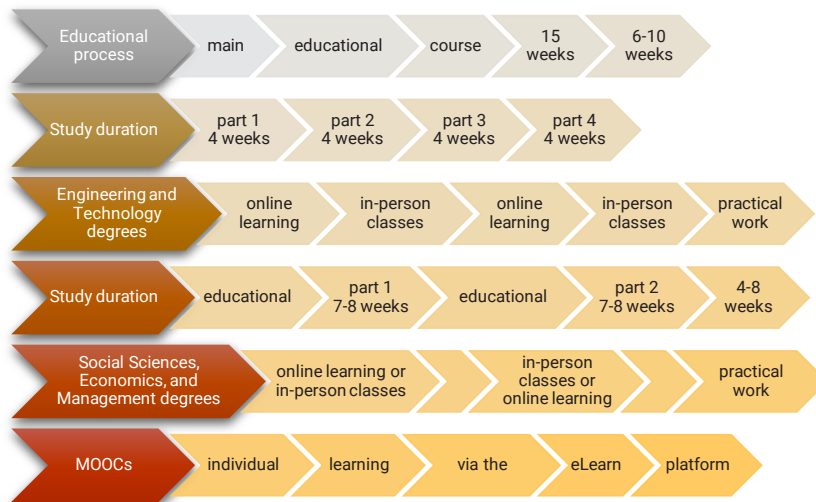 Educational
process
main
educational
course
15
weeks
6-10
weeks
Study duration
part 1
4 weeks
part 2
4 weeks
part 3
4 weeks
part 4
4 weeks
Engineering and
Technology
degrees
online
learning
in-person
classes
online
learning
in-person
classes
practical
work
Study duration
educational
part 1
7-8 weeks
educational
part 2
7-8 weeks
4-8
weeks
Social Sciences,
Economics, and
Management degrees
online learning or
in-person classes
in-person
classes or
online learning
practical
work
MOOCs
individual
learning
via the
eLearn
platform